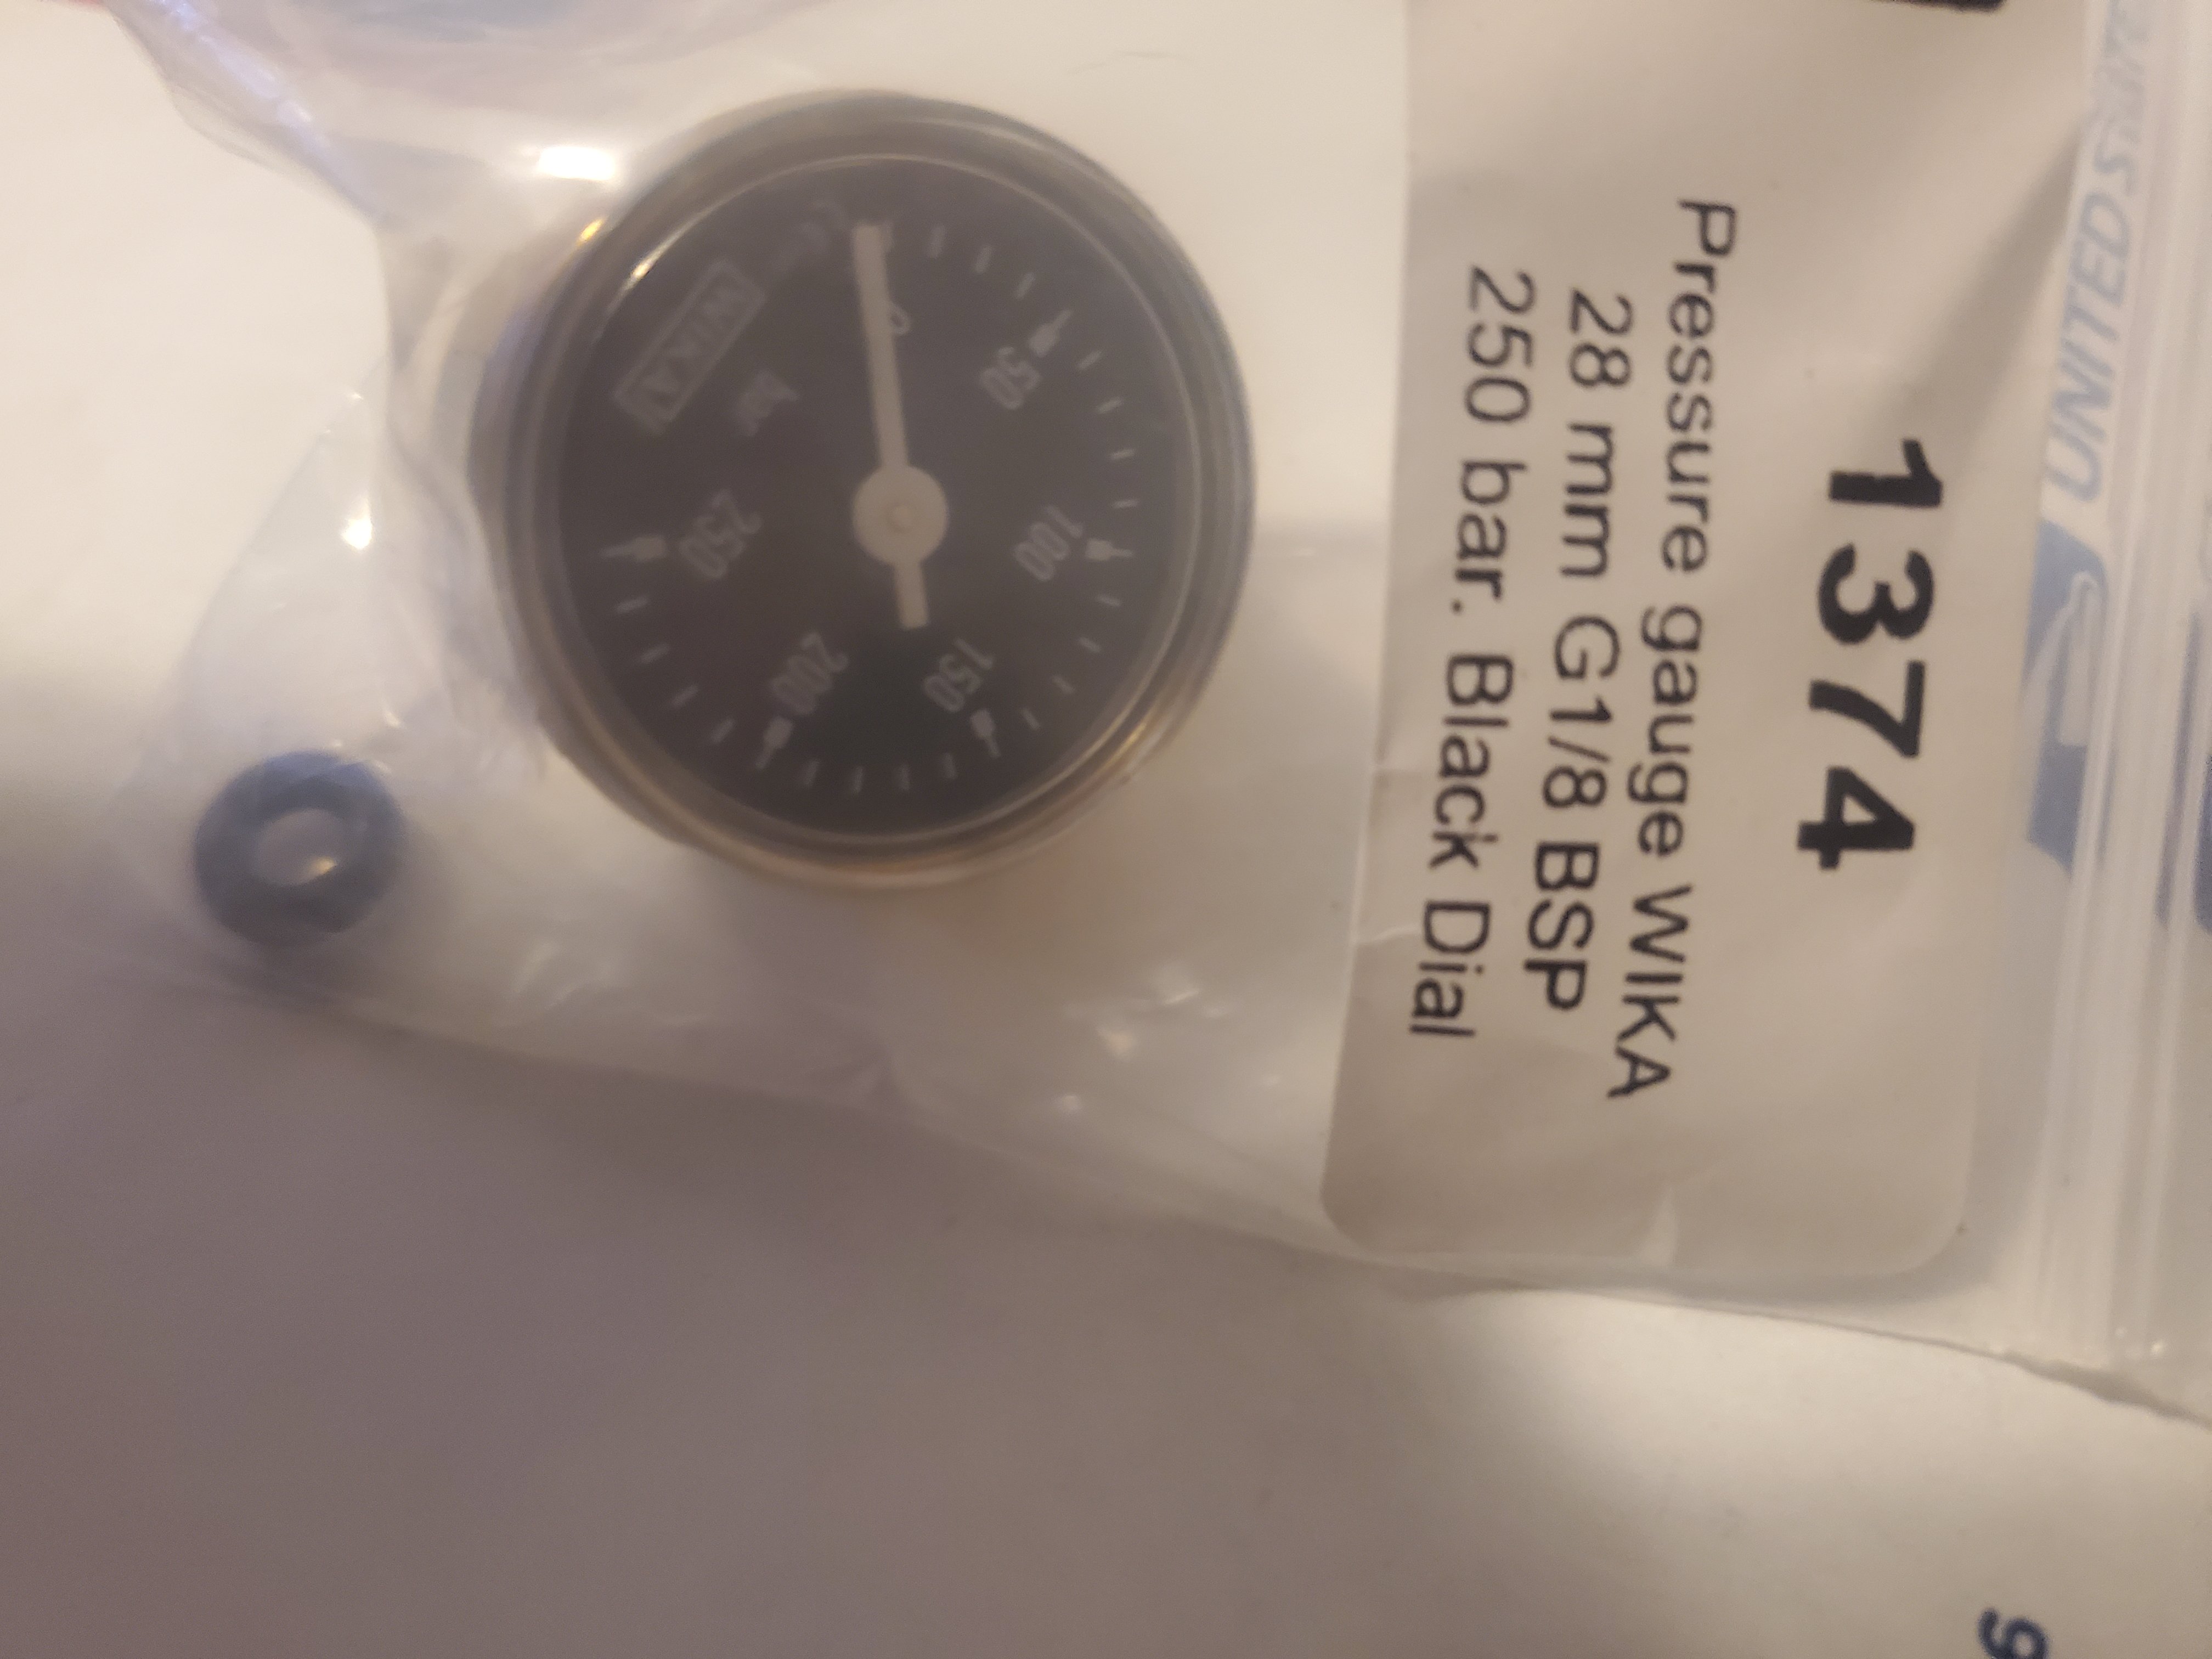 1374
Pressure gauge WIKA
28 mm G1/8 BSP
250 bar. Black Dial
0
50
100
150
200
250
bar
WIKA
UNITED STATES